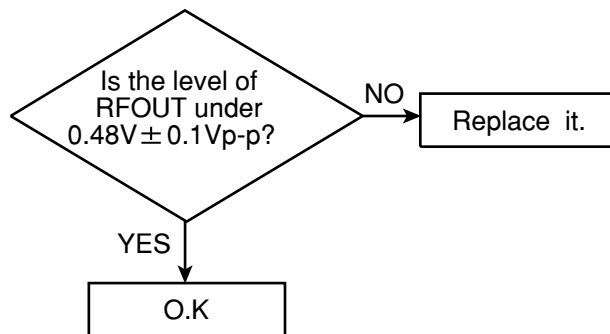 Is the level of
RFOUT under
0.48V ± 0.1Vp-p?
NO
Replace it.
YES
O.K